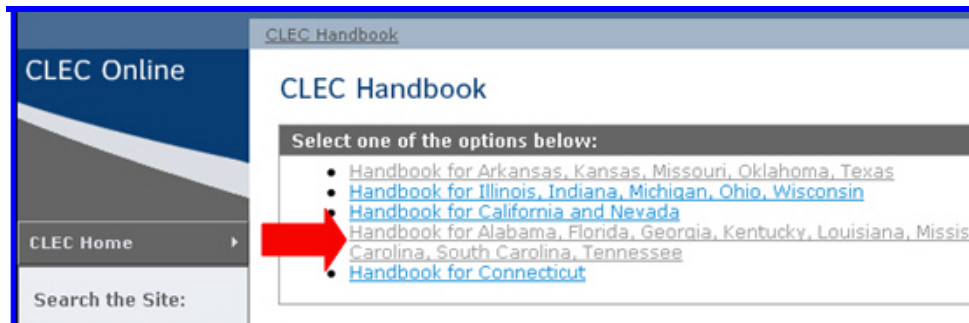 CLEC Handbook
CLEC Online
CLEC Handbook
Select one of the options below:
Handbook for Arkansas, Kansas, Missouri, Oklahoma, Texas
Handbook for Illinois, Indiana, Michigan, Ohio, Wisconsin
Handbook for California and Nevada
Handbook for Alabama, Florida, Georgia, Kentucky, Louisiana, Missis
Carolina, South Carolina, Tennessee
Handbook for Connecticut
CLEC Home
Search the Site: